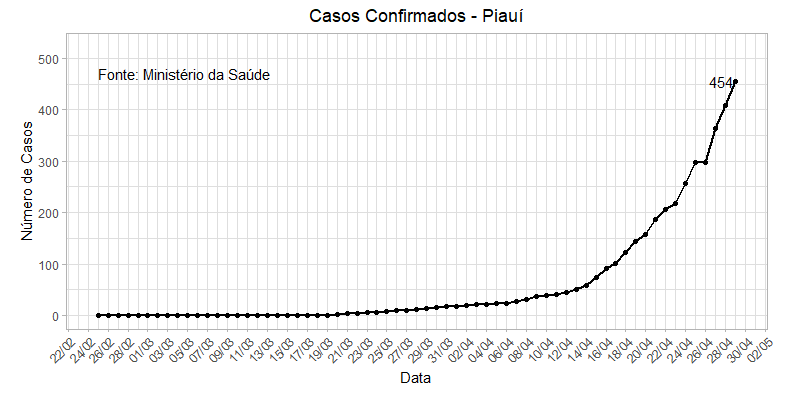 Casos Confirmados - Piauí
Fonte: Ministério da Saúde
454
Número de Casos
500
400
300
200
100
0
22/02 24/02 26/02 28/02 01/03 03/03 05/03 07/03 09/03 11/03 13/03 15/03 17/03 19/03 21/03 23/03 25/03 27/03 29/03 31/03 02/04 04/04 06/04 08/04 10/04 12/04 14/04 16/04 18/04 20/04 22/04 24/04 26/04 28/04 30/04 02/05
Data